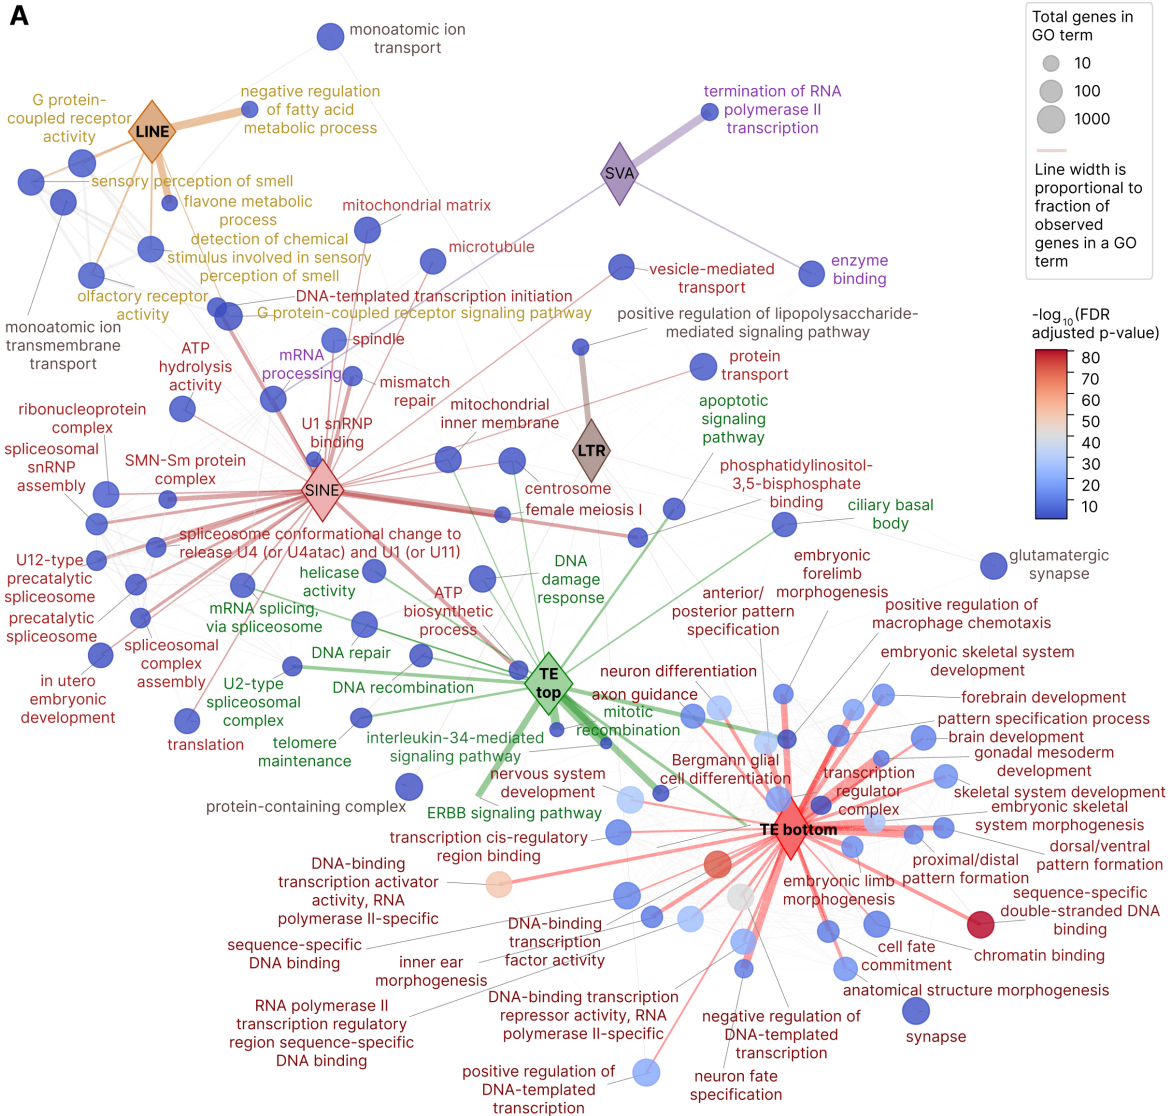 A
monoatomic ion
transport
Total genes in
GO term
10
100
1000
Line width is
proportional to
fraction of
observed
genes in a GO
term
-log10(FDR
adjusted p-value)
80
70
60
50
40
30
20
10
G protein-
coupled receptor
activity
LINE
negative regulation
of fatty acid
metabolic process
termination of RNA
polymerase II
transcription
SVA
sensory perception of smell
flavone metabolic
process
detection of chemical
stimulus involved in sensory
perception of smell
mitochondrial matrix
microtubule
vesicle-mediated
transport
enzyme
binding
olfactory receptor
activity
DNA-templated transcription initiation
G protein-coupled receptor signaling pathway
positive regulation of lipopolysaccharide-
mediated signaling pathway
monoatomic ion
transmembrane
transport
ATP
hydrolysis
activity
mRNA
processing
spindle
mismatch
repair
protein
transport
apoptotic
signaling
pathway
ribonucleoprotein
complex
U1 snRNP
binding
mitochondrial
inner membrane
LTR
spliceosomal
snRNP
assembly
SMN-Sm protein
complex
SINE
centrosome
female meiosis I
phosphatidylinositol-
3,5-bisphosphate
binding
ciliary basal
body
spliceosome conformational change to
release U4 (or U4atac) and U1 (or U11)
U12-type
precatalytic
spliceosome
precatalytic
spliceosome
helicase
activity
DNA
damage
response
glutamatergic
synapse
embryonic
forelimb
morphogenesis
mRNA splicing,
via spliceosome
ATP
biosynthetic
process
anterior/
posterior pattern
specification
positive regulation of
macrophage chemotaxis
spliceosomal
complex
assembly
in utero
embryonic
development
DNA repair
U2-type
spliceosomal
complex
DNA recombination
TE
top
neuron differentiation
axon guidance
embryonic skeletal system
development
forebrain development
pattern specification process
brain development
gonadal mesoderm
development
translation
telomere
maintenance
interleukin-34-mediated
signaling pathway
mitotic
recombination
protein-containing complex
nervous system
development
ERBB signaling pathway
Bergmann glial
cell differentiation
transcription
regulator
complex
TE bottom
skeletal system development
embryonic skeletal
system morphogenesis
dorsal/ventral
pattern formation
proximal/distal
pattern formation
embryonic limb
morphogenesis
transcription cis-regulatory
region binding
DNA-binding
transcription activator
activity, RNA
polymerase II-specific
sequence-specific
double-stranded DNA
binding
sequence-specific
DNA binding
DNA-binding
transcription
factor activity
inner ear
morphogenesis
cell fate
commitment
chromatin binding
anatomical structure morphogenesis
RNA polymerase II
transcription regulatory
region sequence-specific
DNA binding
DNA-binding transcription
repressor activity, RNA
polymerase II-specific
negative regulation of
DNA-templated
transcription
synapse
positive regulation of
DNA-templated
transcription
neuron fate
specification